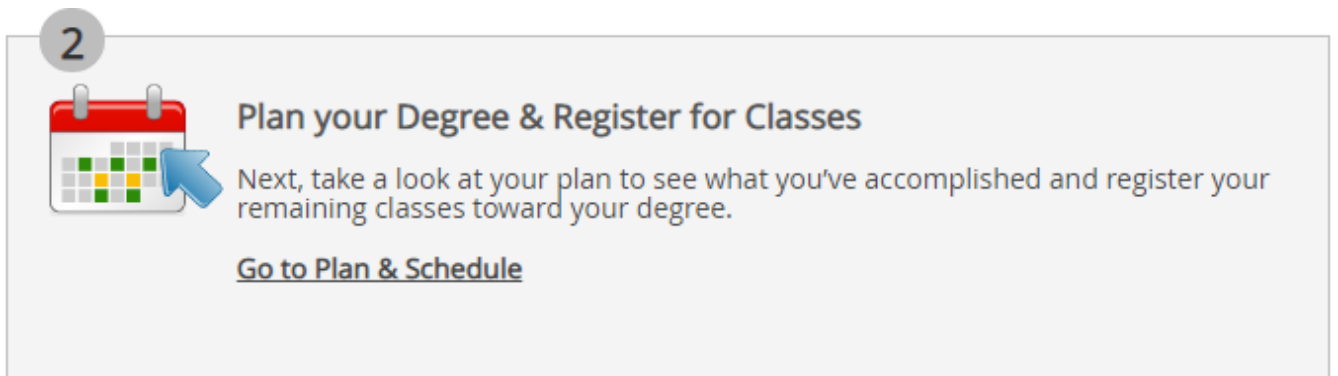 2
Plan your Degree & Register for Classes
Next, take a look at your plan to see what you've accomplished and register your
remaining classes toward your degree.
Go to Plan & Schedule